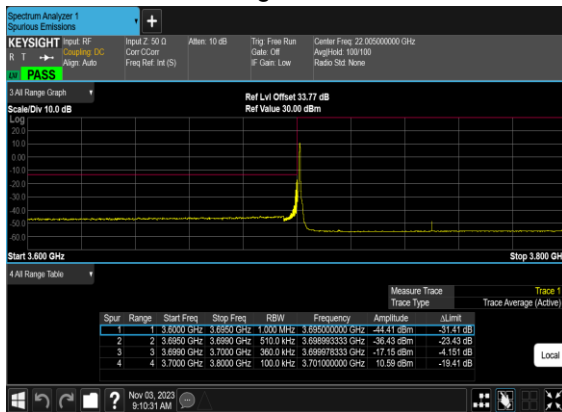 Spectrum Analyzer 1
Spurious Emissions
+
KEYSIGHT Input: RF Input Z: 50 Ω Atten: 10 dB Trig: Free Run Center Freq: 22.005000000 GHz
R T Coupling: DC Corr CCorr Gate: Off Avg|Hold: 100/100
Align: Auto Freq Ref: Int (S) IF Gain: Low Radio Std: None
PASS
3 All Range Graph
Ref Lvl Offset 33.77 dB
Scale/Div 10.0 dB Ref Value 30.00 dBm
Log
20.0
10.0
0.00
-10.0
-20.0
-30.0
-40.0
-50.0
-60.0
Start 3.600 GHz Stop 3.800 GH
4 All Range Table
Measure Trace Trace 1
Trace Type Trace Average (Active)
Spur Range Start Freq Stop Freq RBW Frequency Amplitude ΔLimit
1 1 3.6000 GHz 3.6950 GHz 1.000 MHz 3.695000000 GHz -44.41 dBm -31.41 dB
2 2 3.6950 GHz 3.6990 GHz 510.0 kHz 3.698993333 GHz -36.43 dBm -23.43 dB
3 3 3.6990 GHz 3.7000 GHz 360.0 kHz 3.699978333 GHz -17.15 dBm -4.151 dB
4 4 3.7000 GHz 3.8000 GHz 100.0 kHz 3.701000000 GHz 10.59 dBm -19.41 dB
Local
? Nov 03, 2023
9:10:31 AM